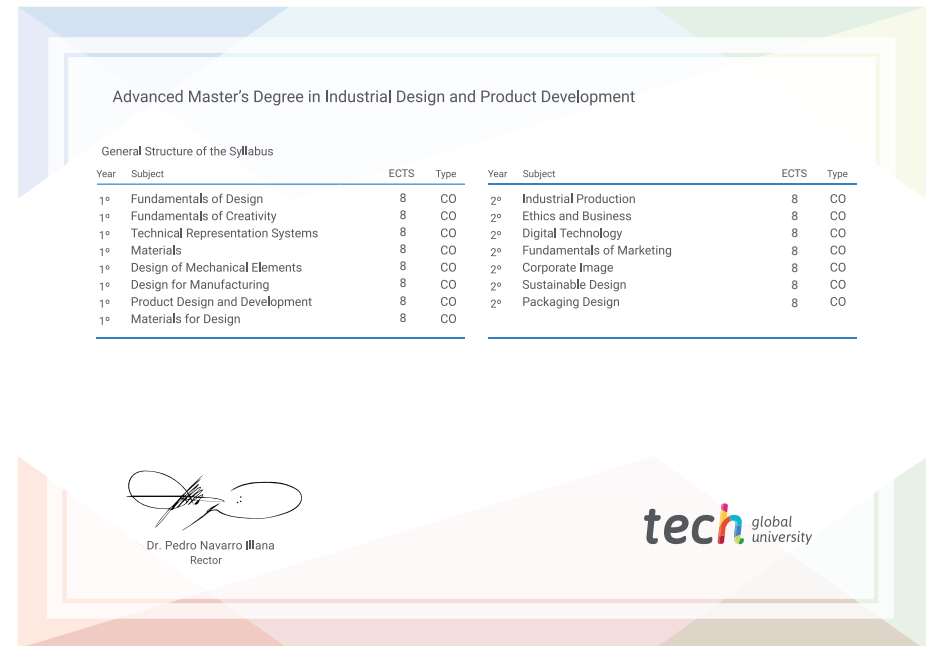 Advanced Master's Degree in Industrial Design and Product Development
General Structure of the Syllabus
Year Subject ECTS Type
1º Fundamentals of Design 8 CO
1º Fundamentals of Creativity 8 CO
1º Technical Representation Systems 8 CO
1º Materials 8 CO
1º Design of Mechanical Elements 8 CO
1º Design for Manufacturing 8 CO
1º Product Design and Development 8 CO
1º Materials for Design 8 CO
Year Subject ECTS Type
2º Industrial Production 8 CO
2º Ethics and Business 8 CO
2º Digital Technology 8 CO
2º Fundamentals of Marketing 8 CO
2º Corporate Image 8 CO
2º Sustainable Design 8 CO
2º Packaging Design 8 CO
Dr. Pedro Navarro Illana
Rector
tech global
university